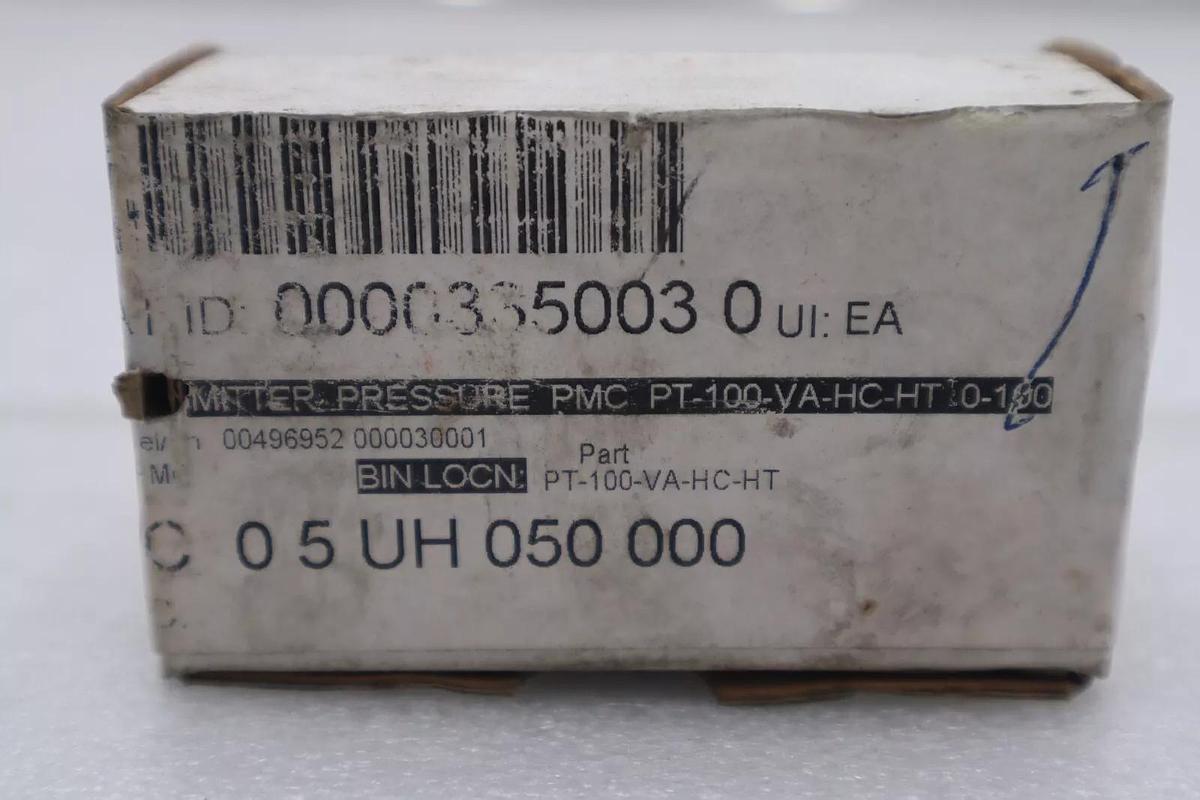 ID: 0000335003 0 UI: EA
MITTER, PRESSURE PMC PT-100-VA-HC-HT 0-100
00496952 000030001
Part
BIN LOCN: PT-100-VA-HC-HT
C 0 5 UH 050 000